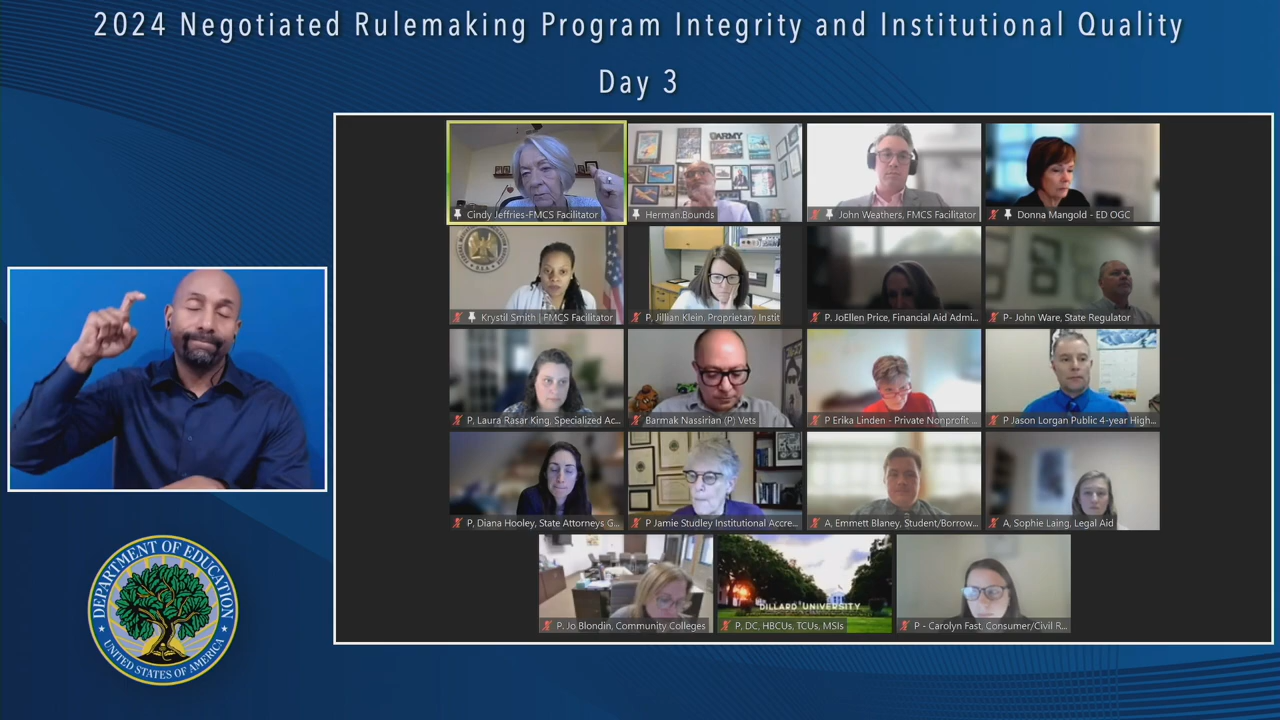 2024 Negotiated Rulemaking Program Integrity and Institutional Quality
Day 3
ARMY
Cindy Jeffries-FMCS Facilitator
Herman Bounds
John Weathers, FMCS Facilitator
Donna Mangold - ED OGC
Krystil Smith | FMCS Facilitator
P, Jillian Klein, Proprietary Instit
P. JoEllen Price, Financial Aid Admi...
P- John Ware, State Regulator
P, Laura Rasar King, Specialized Ac...
Barmak Nassirian (P) Vets
P Erika Linden - Private Nonprofit ...
P Jason Lorgan Public 4-year High...
P, Diana Hooley, State Attorneys G...
P Jamie Studley Institutional Accre...
A, Emmett Blaney, Student/Borrow...
A, Sophie Laing, Legal Aid
DILLARD UNIVERSITY
P. Jo Blondin, Community Colleges
P, DC, HBCUs, TCUs, MSIs
P - Carolyn Fast, Consumer/Civil R...
DEPARTMENT OF EDUCATION
UNITED STATES OF AMERICA